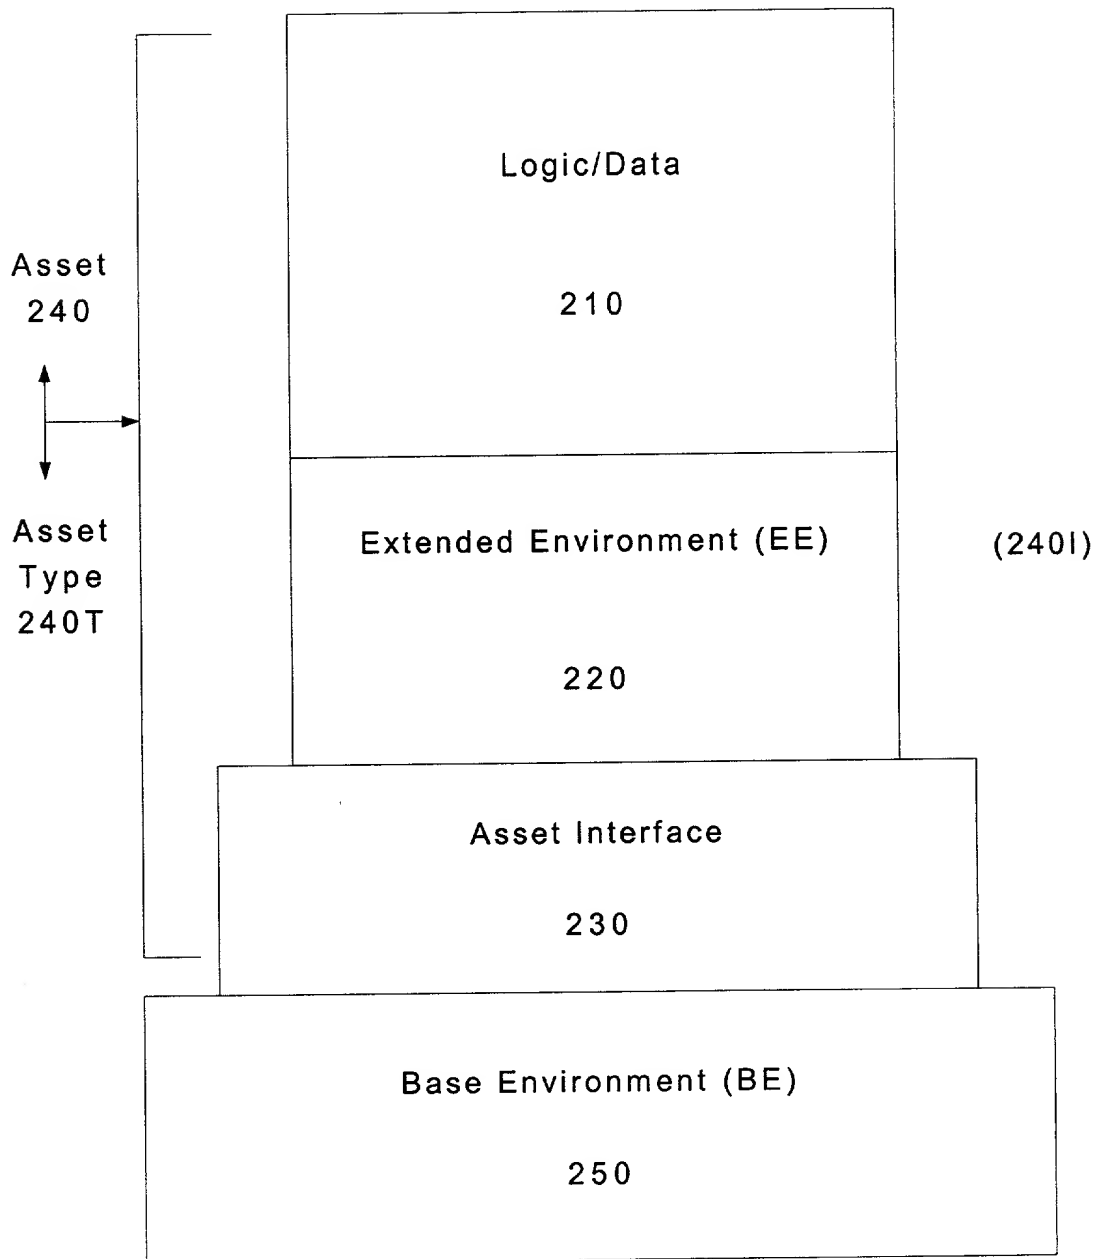 Logic/Data
210
Asset
240
Asset
Type
240T
Extended Environment (EE)
220
(240I)
Asset Interface
230
Base Environment (BE)
250